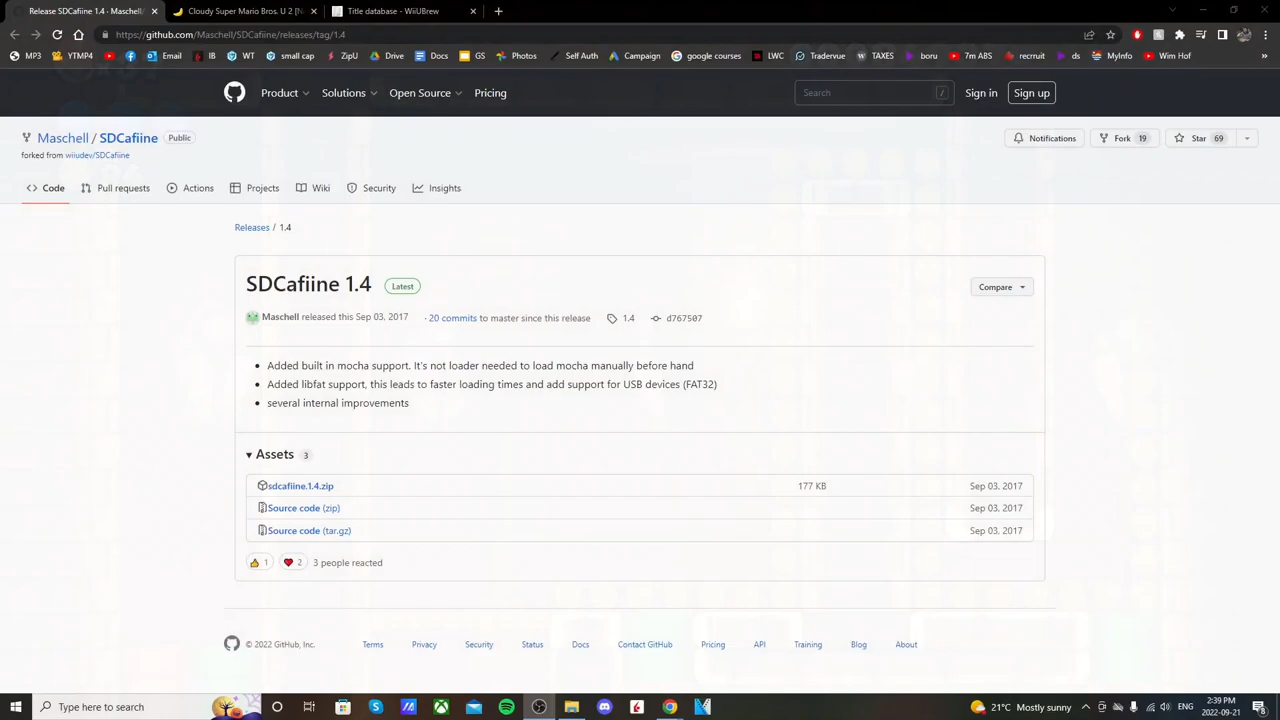 Release SDCafiine 1.4 · Maschell/
Cloudy Super Mario Bros. U 2 [N
Title database - WiiUBrew
https://github.com/Maschell/SDCafiine/releases/tag/1.4
MP3 YTMP4 Email IB WT small cap ZipU Drive Docs GS Photos Self Auth Campaign google courses LWC Tradervue TAXES boru 7m ABS recrruit ds MyInfo Wim Hof
Product Solutions Open Source Pricing Search / Sign in Sign up
Maschell / SDCafiine Public Notifications Fork 19 Star 69
forked from wiiudev/SDCafiine
Code Pull requests Actions Projects Wiki Security Insights
Releases / 1.4
SDCafiine 1.4 Latest Compare
Maschell released this Sep 03, 2017 · 20 commits to master since this release 1.4 d767507
• Added built in mocha support. It's not loader needed to load mocha manually before hand
• Added libfat support, this leads to faster loading times and add support for USB devices (FAT32)
• several internal improvements
Assets 3
sdcafiine.1.4.zip 177 KB Sep 03, 2017
Source code (zip) Sep 03, 2017
Source code (tar.gz) Sep 03, 2017
1 2 3 people reacted
© 2022 GitHub, Inc. Terms Privacy Security Status Docs Contact GitHub Pricing API Training Blog About
Type here to search 21°C Mostly sunny ENG 2:39 PM
2022-09-21